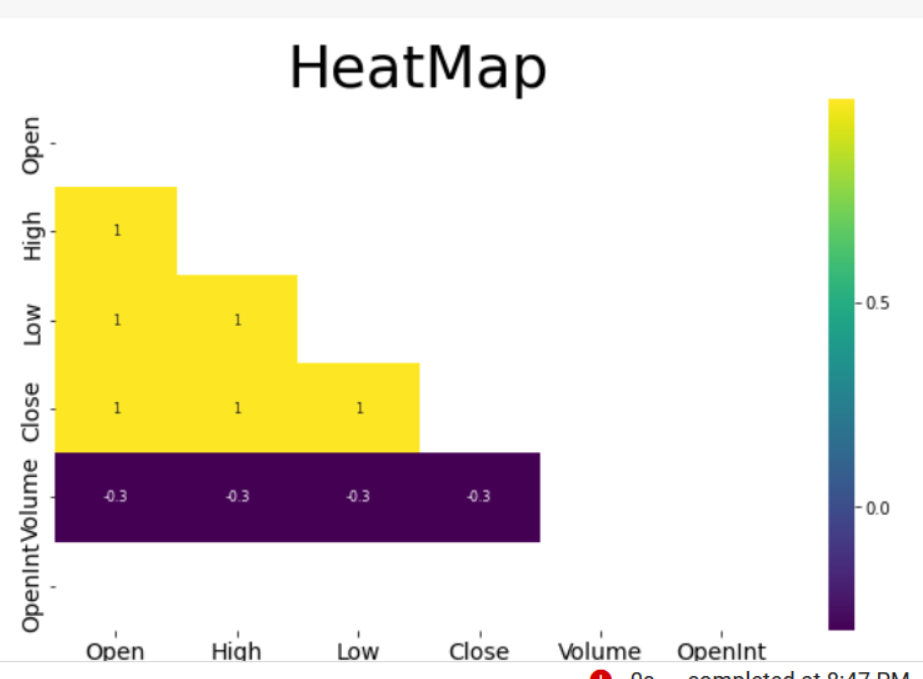 HeatMap
Open
High
1
Low
1 1
0.5
Close
1 1 1
Volume
-0.3 -0.3 -0.3 -0.3
0.0
OpenInt
Open High Low Close Volume OpenInt
completed at 8:47 PM